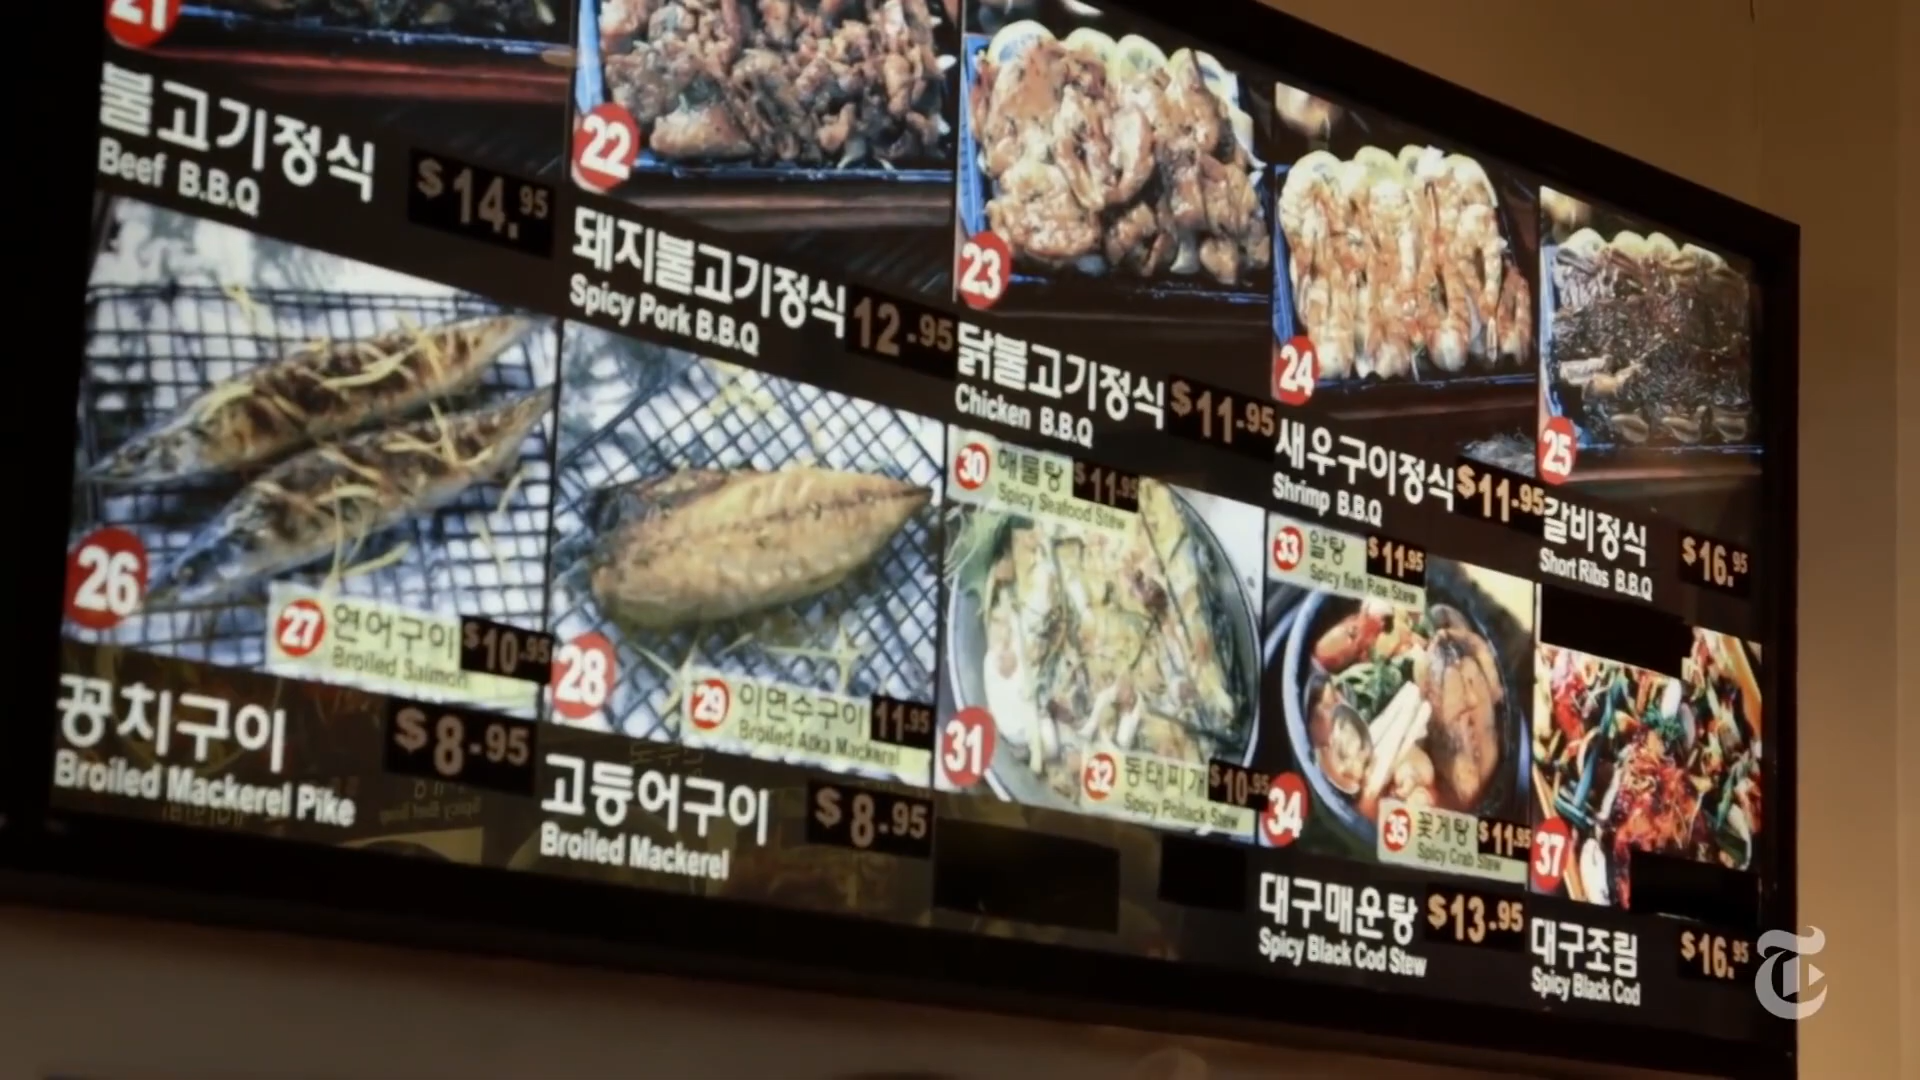 21
불고기정식
Beef B.B.Q
$14.95
22
돼지불고기정식
Spicy Pork B.B.Q
12.95
23
닭불고기정식
Chicken B.B.Q
$11.95
24
새우구이정식
Shrimp B.B.Q
$11.95
25
갈비정식
Short Ribs B.B.Q
$16.95
26
27 연어구이 $10.95
Broiled Salmon
꽁치구이
Broiled Mackerel Pike
$8.95
28
29 이면수구이 11.95
Broiled Atka Mackerel
고등어구이
Broiled Mackerel
$8.95
30 해물탕 $11.95
Spicy Seafood Stew
31
32 동태찌개 $10.95
Spicy Pollack Stew
33 알탕 $11.95
Spicy fish Roe Stew
34
35 꽃게탕 $11.95
Spicy Crab Stew
대구매운탕
Spicy Black Cod Stew
$13.95
37
대구조림
Spicy Black Cod
$16.95
T